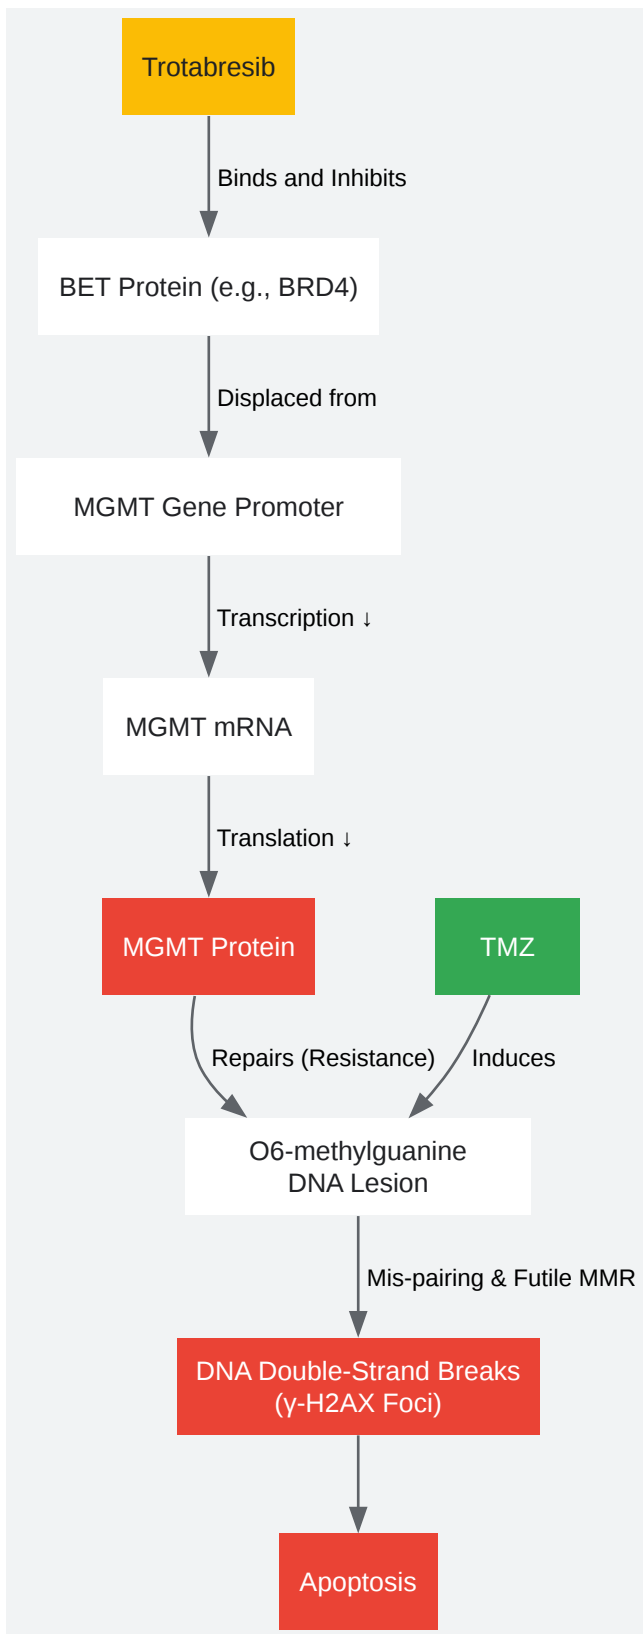 Trotabresib
Binds and Inhibits
BET Protein (e.g., BRD4)
Displaced from
MGMT Gene Promoter
Transcription ↓
MGMT mRNA
Translation ↓
MGMT Protein
TMZ
Repairs (Resistance)
Induces
O6-methylguanine
DNA Lesion
Mis-pairing & Futile MMR
DNA Double-Strand Breaks
(γ-H2AX Foci)
Apoptosis